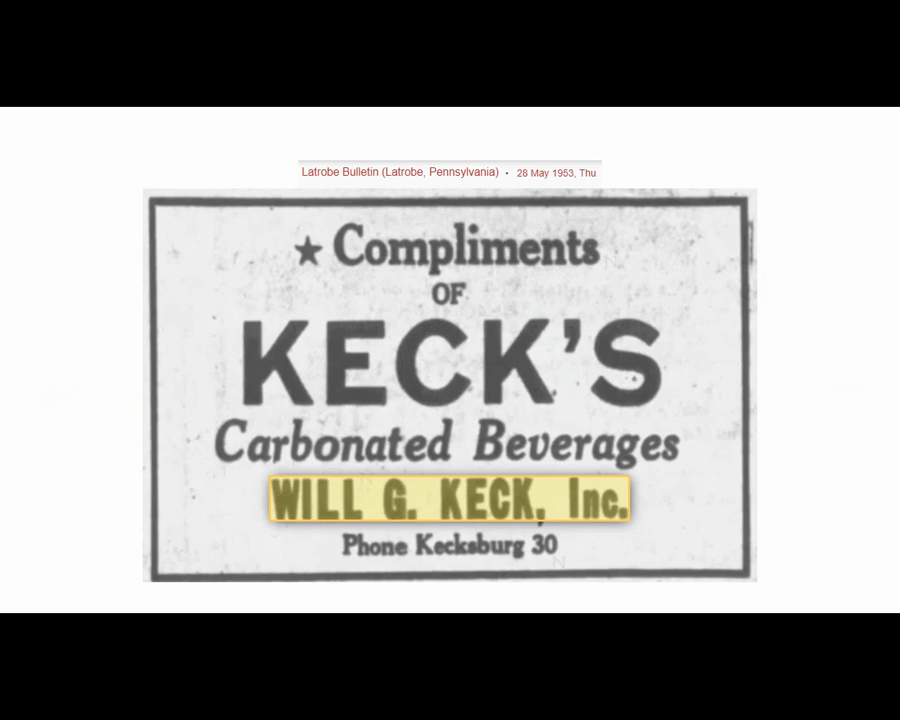 Latrobe Bulletin (Latrobe, Pennsylvania) • 28 May 1953, Thu
★ Compliments
OF
KECK'S
Carbonated Beverages
WILL G. KECK, Inc.
Phone Kecksburg 30